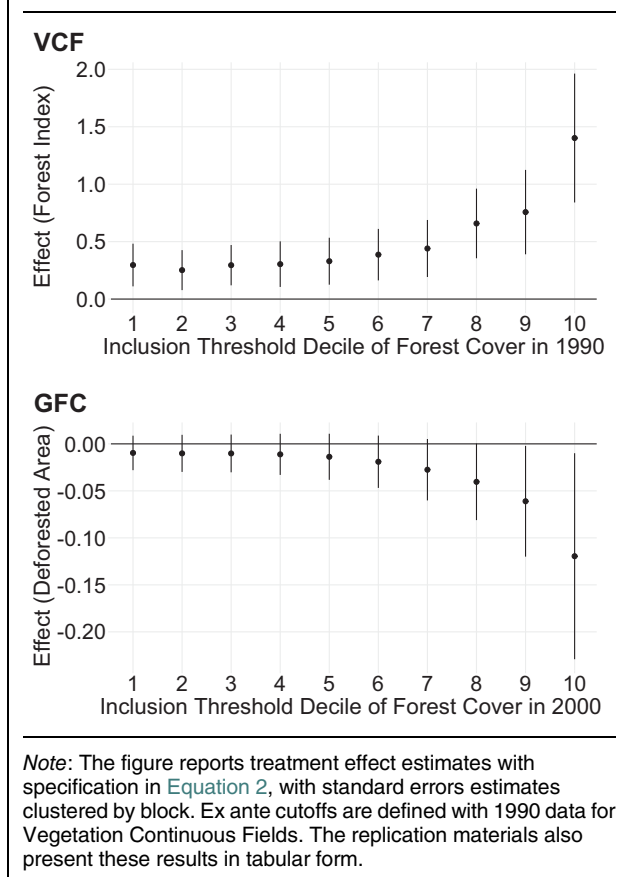 VCF
Effect (Forest Index)
2.0
1.5
1.0
0.5
0.0
1 2 3 4 5 6 7 8 9 10
Inclusion Threshold Decile of Forest Cover in 1990
GFC
Effect (Deforested Area)
0.00
-0.05
-0.10
-0.15
-0.20
1 2 3 4 5 6 7 8 9 10
Inclusion Threshold Decile of Forest Cover in 2000
Note: The figure reports treatment effect estimates with
specification in Equation 2, with standard errors estimates
clustered by block. Ex ante cutoffs are defined with 1990 data for
Vegetation Continuous Fields. The replication materials also
present these results in tabular form.